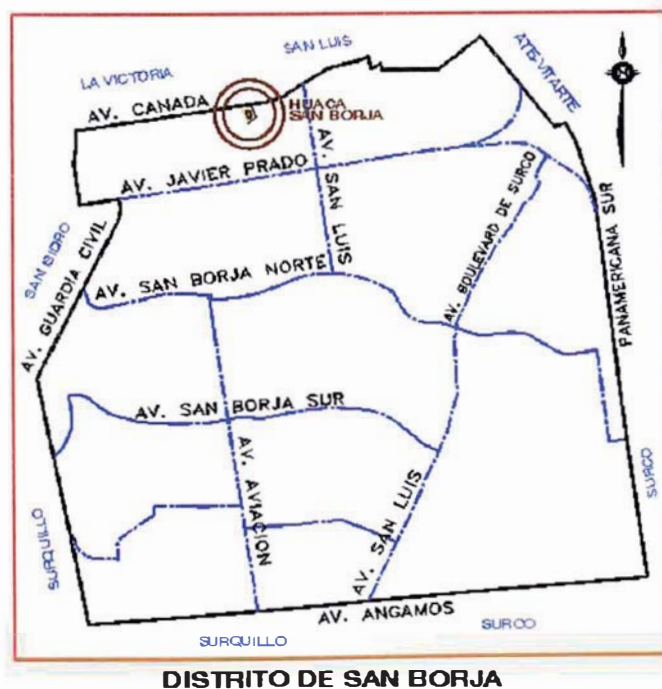 SAN LUIS
LA VICTORIA
ATIS VITARTE
AV. CANADA
HUACA
SAN BORJA
AV. JAVIER PRADO
AV. SAN LUIS
AV. BOULEVARD DE SURCO
PANAMERICANA SUR
SAN ISIDRO
AV. GUARDIA CIVIL
AV. SAN BORJA NORTE
AV. SAN BORJA SUR
AV. AVIACION
AV. SAN LUIS
SURCO
SURQUILLO
AV. ANGAMOS
SURQUILLO
SURCO
DISTRITO DE SAN BORJA